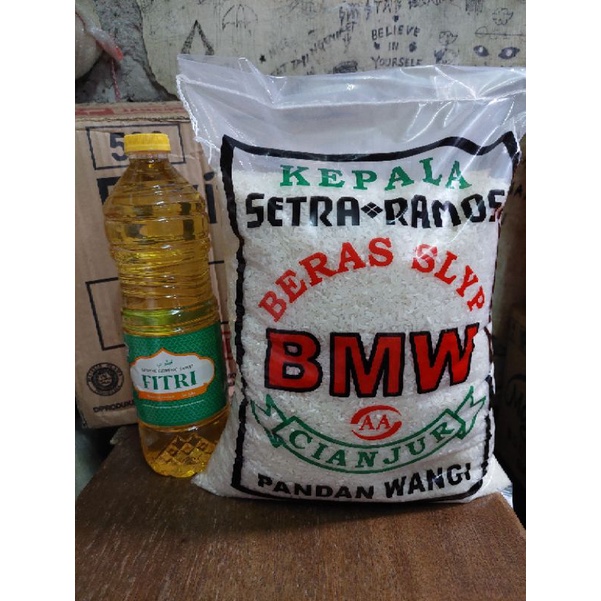 BELIEVE
IN
YOURSELF
KEPALA
SETRA RAMOS
BERAS SLYP
BMW
AA
CIANJUR
PANDAN WANGI
FITRI